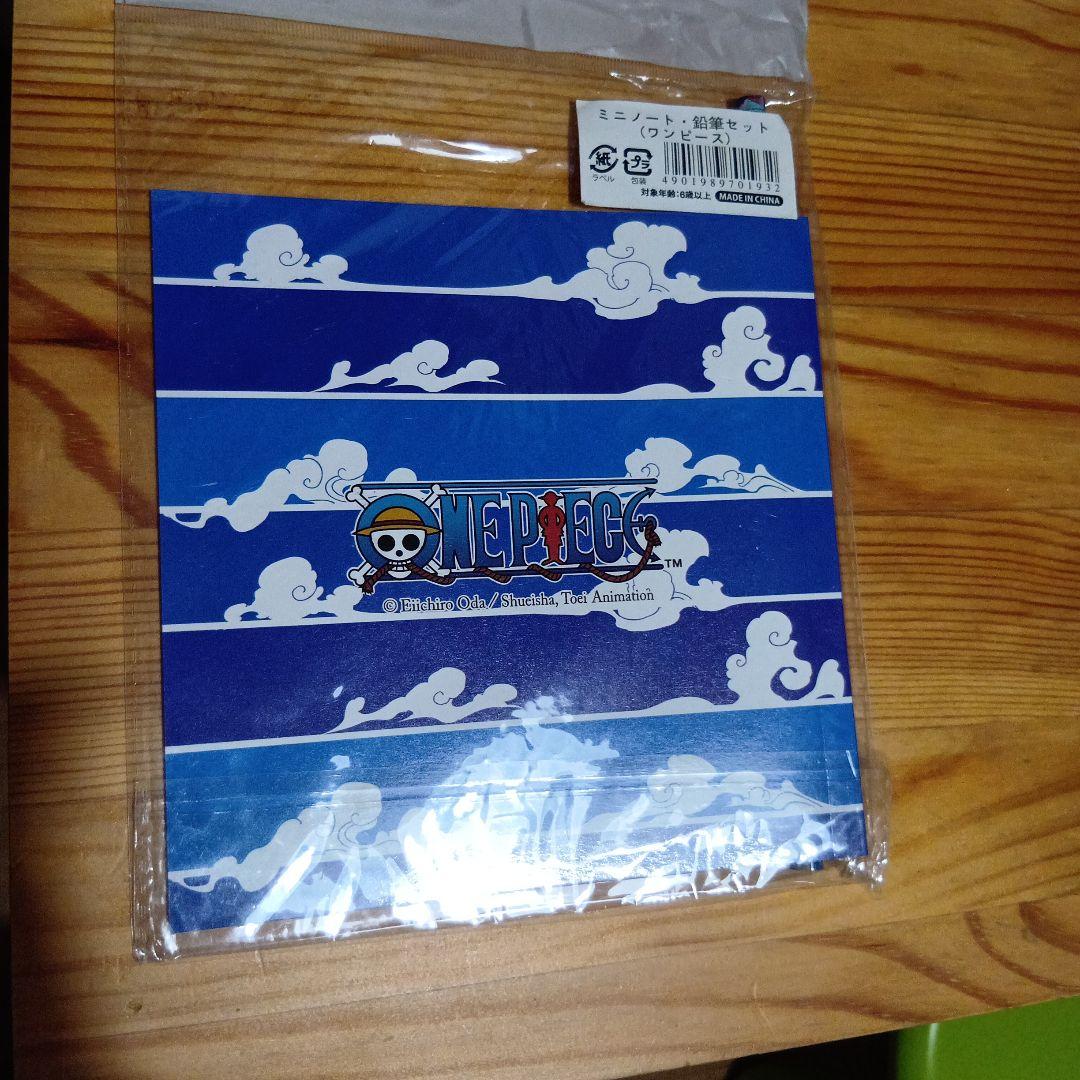 ミニノート・鉛筆セット
(ワンピース)
紙
プラ
ラベル
包装
4901989701932
対象年齢:6歳以上 MADE IN CHINA
ONE PIECE™
© Eiichiro Oda / Shueisha, Toei Animation